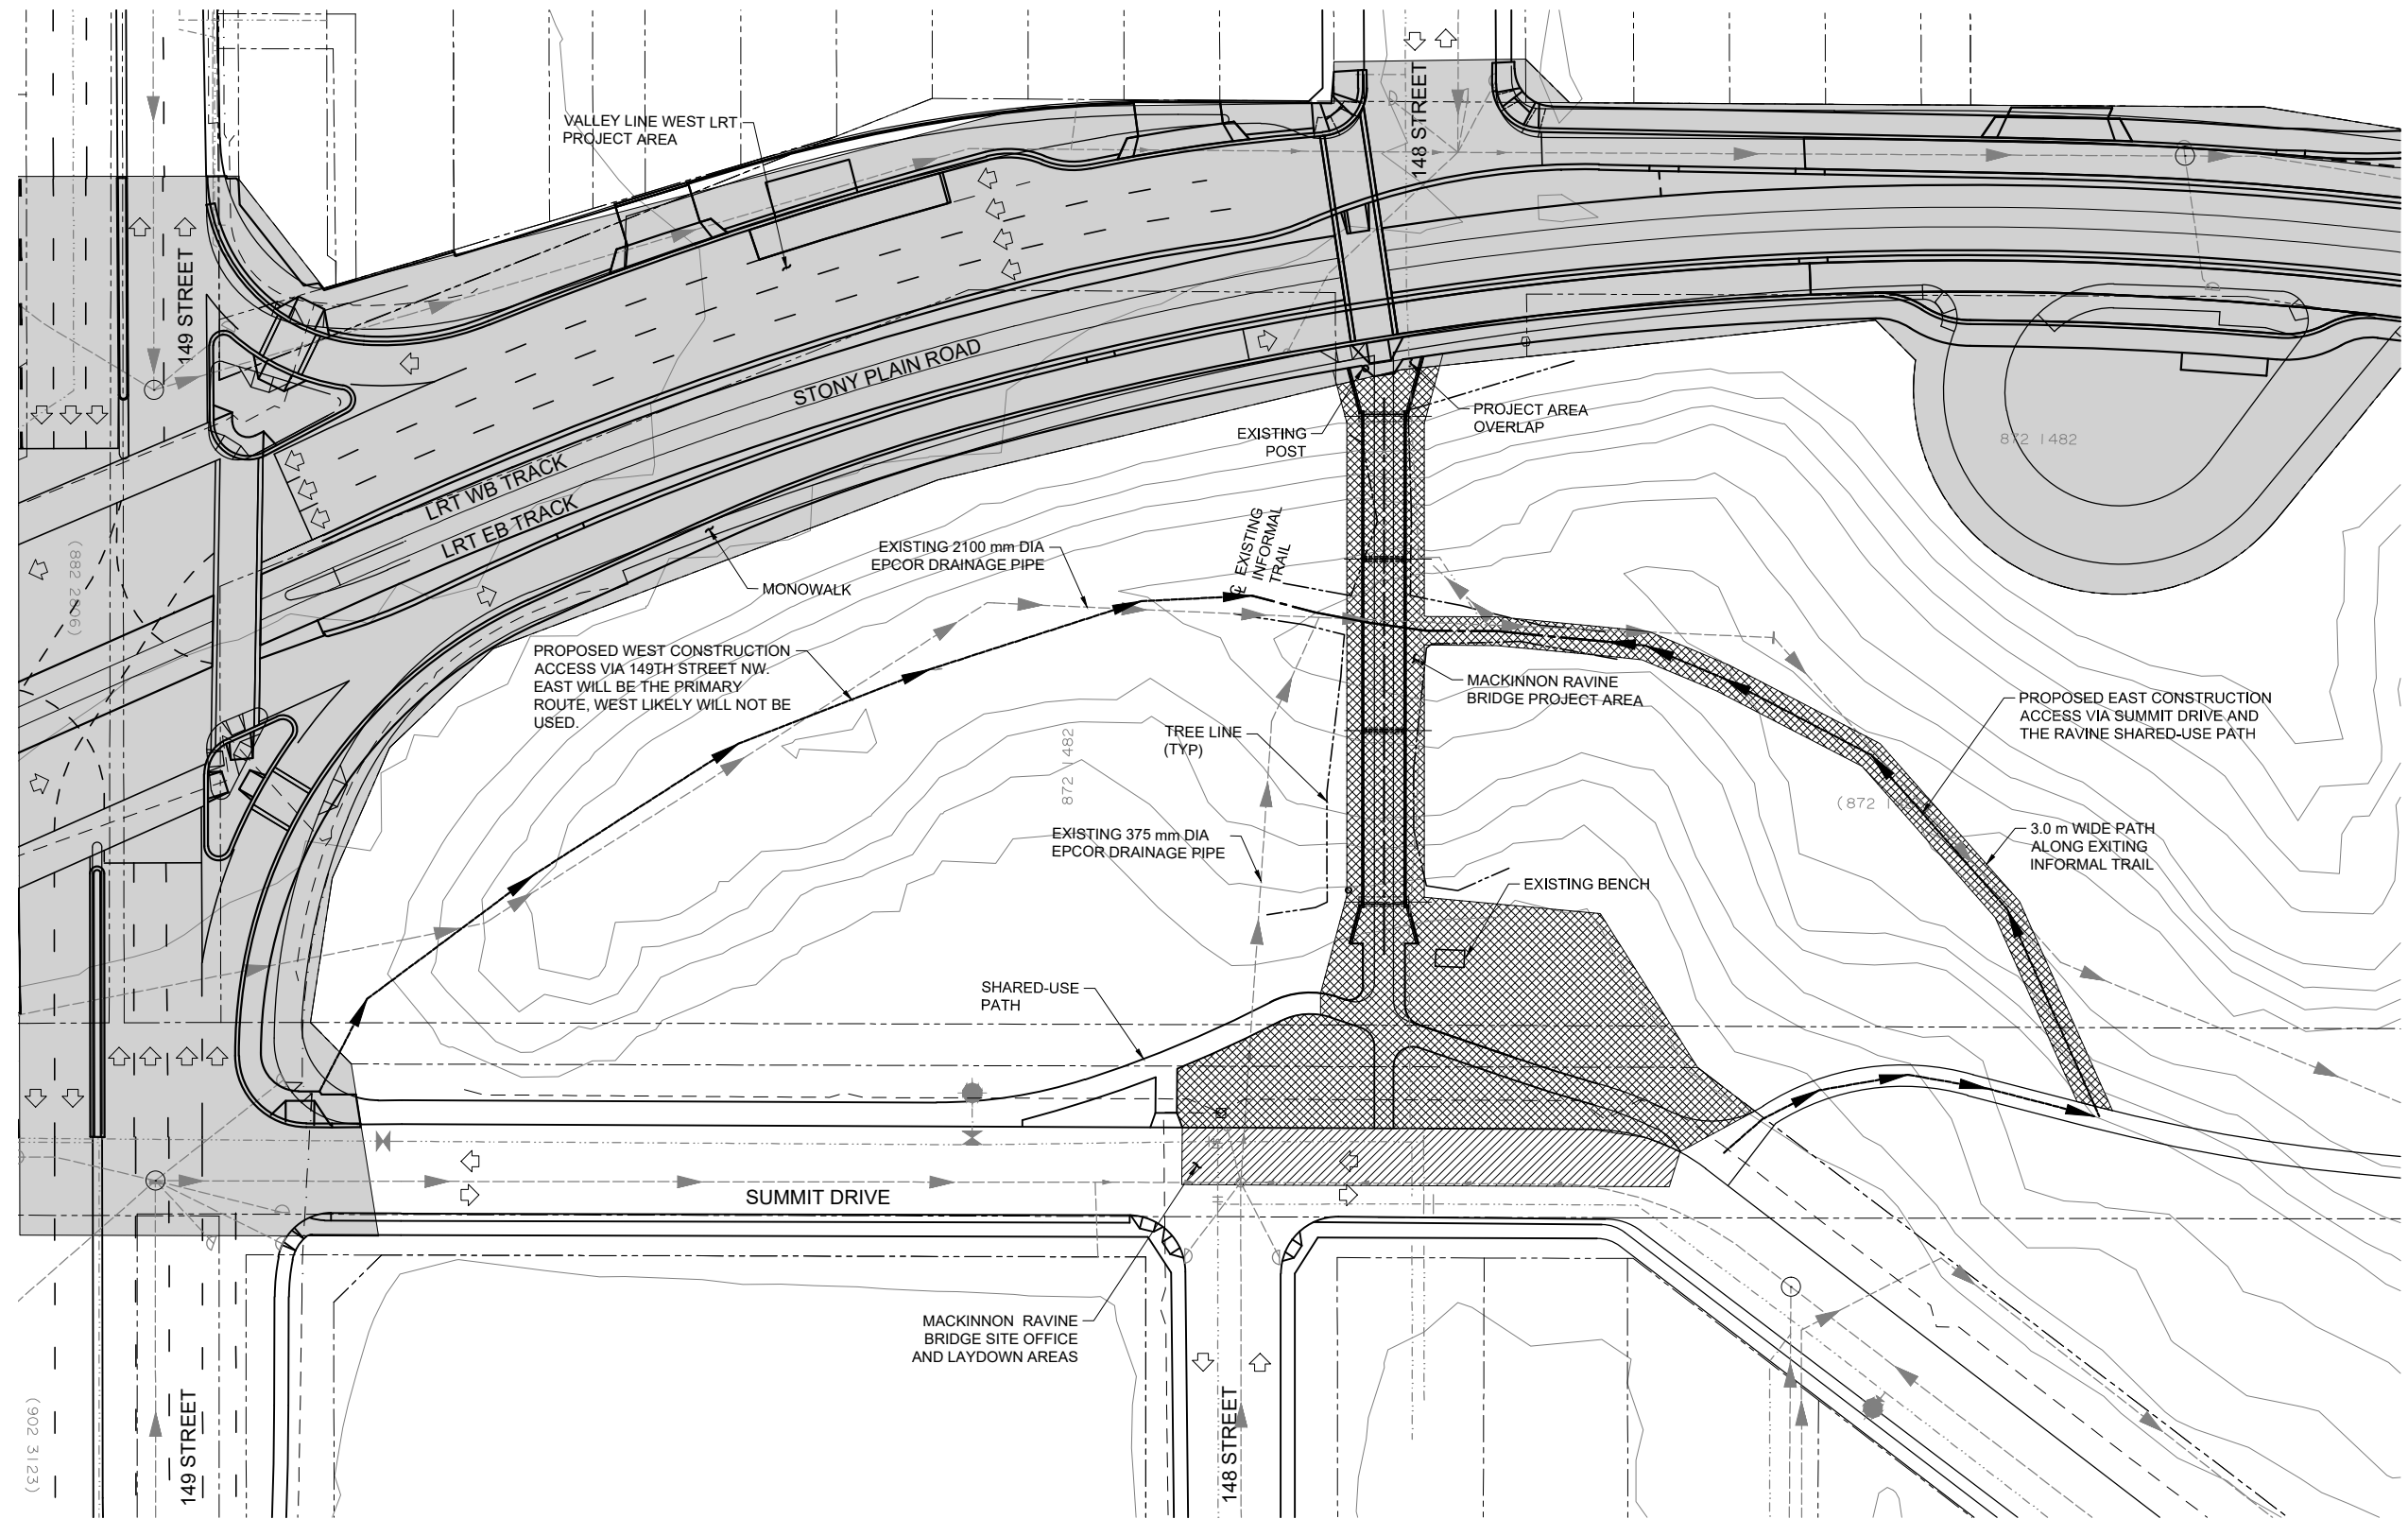 148 STREET
VALLEY LINE WEST LRT
PROJECT AREA
149 STREET
STONY PLAIN ROAD
PROJECT AREA
OVERLAP
EXISTING
POST
872 1482
LRT WB TRACK
LRT EB TRACK
EXISTING 2100 mm DIA
EPCOR DRAINAGE PIPE
℄ EXISTING
INFORMAL
TRAIL
MONOWALK
(882 2806)
PROPOSED WEST CONSTRUCTION
ACCESS VIA 149TH STREET NW.
EAST WILL BE THE PRIMARY
ROUTE, WEST LIKELY WILL NOT BE
USED.
MACKINNON RAVINE
BRIDGE PROJECT AREA
PROPOSED EAST CONSTRUCTION
ACCESS VIA SUMMIT DRIVE AND
THE RAVINE SHARED-USE PATH
TREE LINE
(TYP)
872 1482
(872
EXISTING 375 mm DIA
EPCOR DRAINAGE PIPE
3.0 m WIDE PATH
ALONG EXITING
INFORMAL TRAIL
EXISTING BENCH
SHARED-USE
PATH
SUMMIT DRIVE
MACKINNON RAVINE
BRIDGE SITE OFFICE
AND LAYDOWN AREAS
(902 3123)
149 STREET
148 STREET